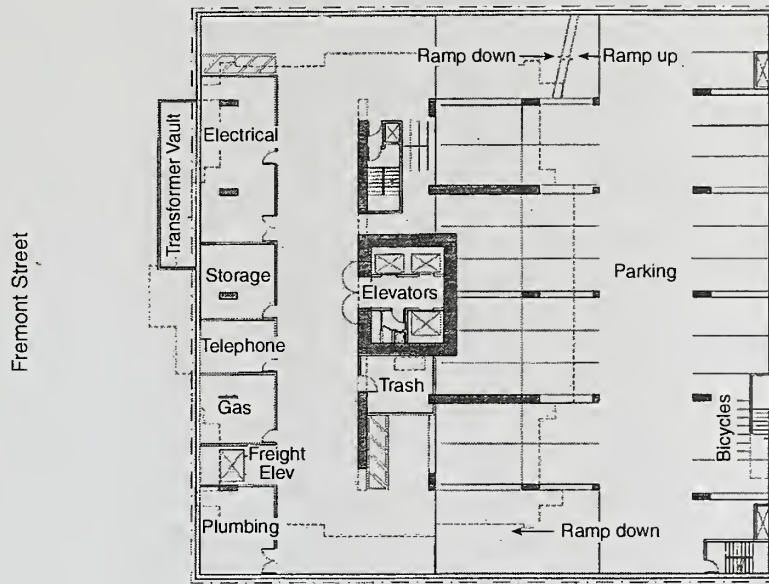 Ramp down
Ramp up
Electrical
Transformer Vault
Fremont Street
Storage
Elevators
Parking
Telephone
Trash
Gas
Bicycles
Freight
Elev
Plumbing
Ramp down